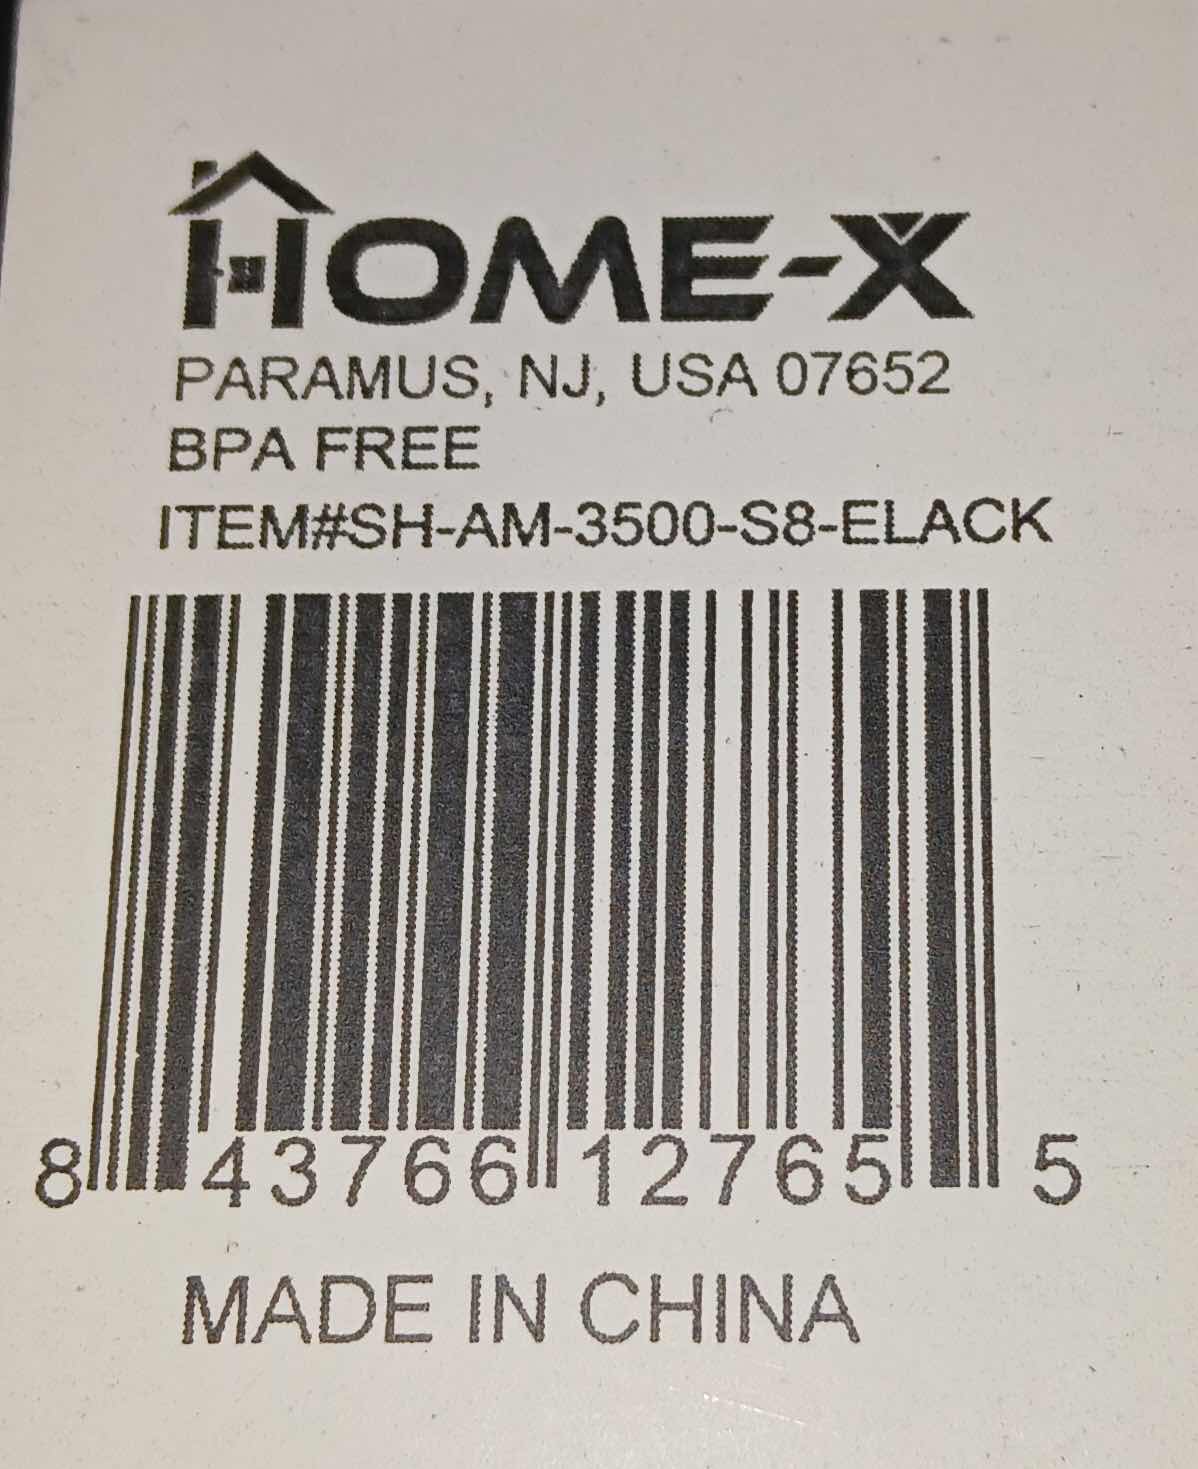 HOME-X
PARAMUS, NJ, USA 07652
BPA FREE
ITEM#SH-AM-3500-S8-ELACK
8 43766 12765 5
MADE IN CHINA